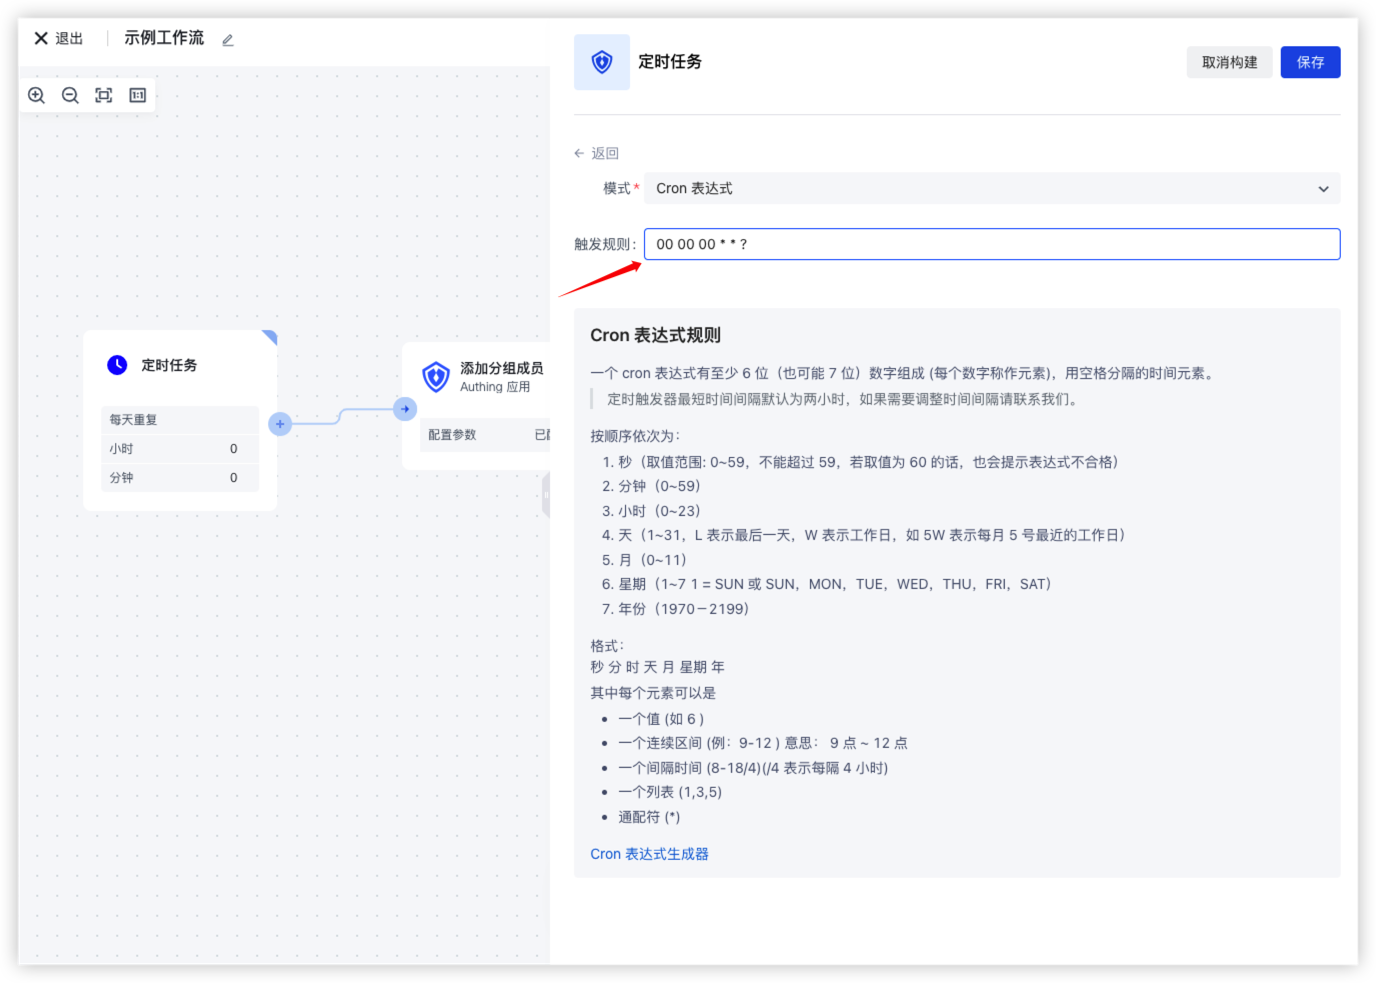 退出
示例工作流
1:1
定时任务
每天重复
小时 0
分钟 0
添加分组成员
Authing 应用
配置参数 已
定时任务
取消构建
保存
返回
模式* Cron 表达式
触发规则: 00 00 00 * * ?
Cron 表达式规则
一个 cron 表达式有至少 6 位（也可能 7 位）数字组成 (每个数字称作元素)，用空格分隔的时间元素。
定时触发器最短时间间隔默认为两小时，如果需要调整时间间隔请联系我们。
按顺序依次为：
1. 秒（取值范围: 0~59，不能超过 59，若取值为 60 的话，也会提示表达式不合格）
2. 分钟（0~59）
3. 小时（0~23）
4. 天（1~31，L 表示最后一天，W 表示工作日，如 5W 表示每月 5 号最近的工作日）
5. 月（0~11）
6. 星期（1~7 1 = SUN 或 SUN，MON，TUE，WED，THU，FRI，SAT）
7. 年份（1970－2199）
格式：
秒 分 时 天 月 星期 年
其中每个元素可以是
• 一个值 (如 6 )
• 一个连续区间 (例：9-12 ) 意思： 9 点 ~ 12 点
• 一个间隔时间 (8-18/4)(/4 表示每隔 4 小时)
• 一个列表 (1,3,5)
• 通配符 (*)
Cron 表达式生成器